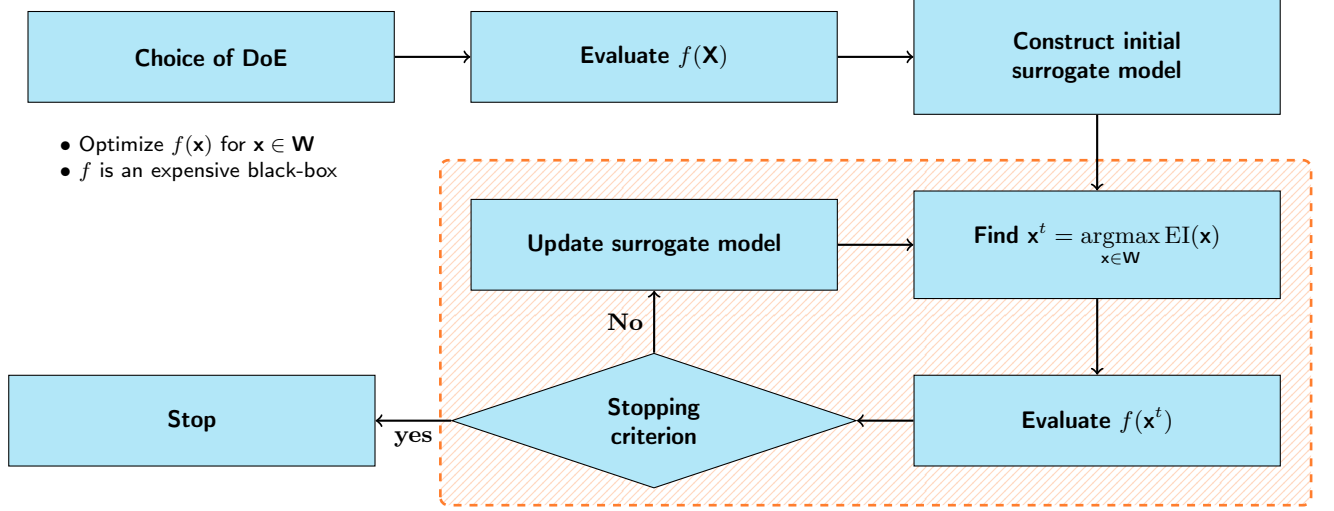 Choice of DoE
Evaluate f(X)
Construct initial
surrogate model
• Optimize f(x) for x ∈ W
• f is an expensive black-box
Update surrogate model
Find x^t = argmax EI(x)
x∈W
No
Stop
yes
Stopping
criterion
Evaluate f(x^t)